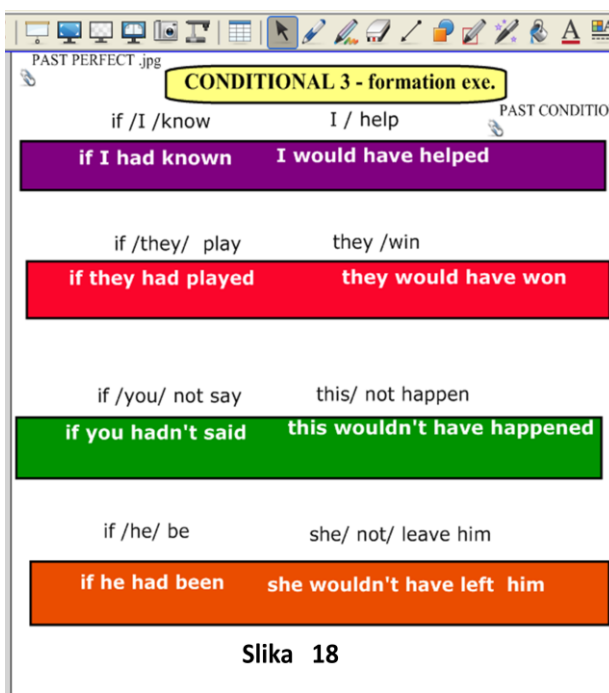 PAST PERFECT .jpg
CONDITIONAL 3 - formation exe.
PAST CONDITIO
if /I /know I / help
if I had known I would have helped
if /they/ play they /win
if they had played they would have won
if /you/ not say this/ not happen
if you hadn't said this wouldn't have happened
if /he/ be she/ not/ leave him
if he had been she wouldn't have left him
Slika 18